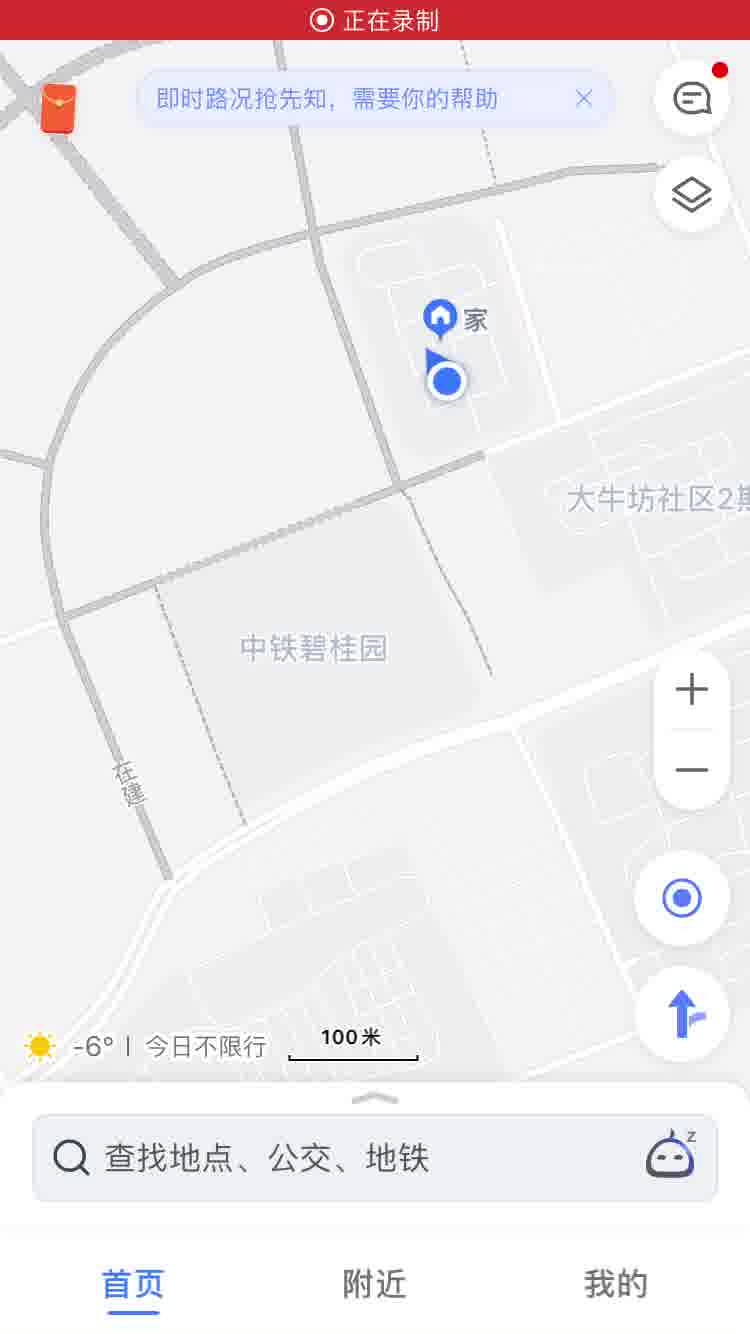 正在录制
即时路况抢先知，需要你的帮助
家
大牛坊社区2期
中铁碧桂园
在建
-6° | 今日不限行
100米
查找地点、公交、地铁
z
首页
附近
我的